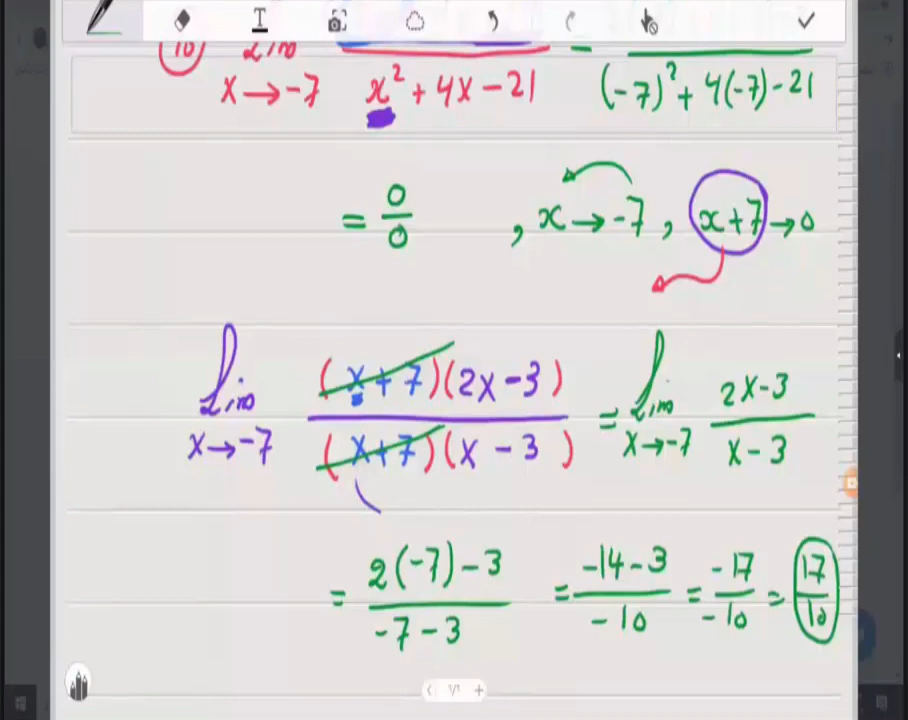 10 Lim
x → -7 x² + 4x - 21 (-7)² + 4(-7) - 21
= 0/0 , x → -7 , x+7 → 0
Lim x → -7 (x+7)(2x-3) / (x+7)(x-3) = Lim x → -7 2x-3 / x-3
= 2(-7)-3 / -7-3 = -14-3 / -10 = -17 / -10 = 17/10